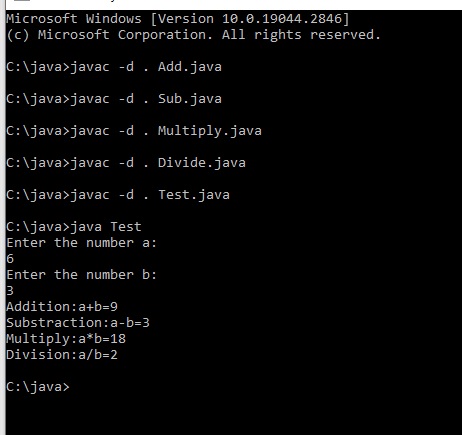 Microsoft Windows [Version 10.0.19044.2846]
(c) Microsoft Corporation. All rights reserved.
C:\java>javac -d . Add.java
C:\java>javac -d . Sub.java
C:\java>javac -d . Multiply.java
C:\java>javac -d . Divide.java
C:\java>javac -d . Test.java
C:\java>java Test
Enter the number a:
6
Enter the number b:
3
Addition:a+b=9
Substraction:a-b=3
Multiply:a*b=18
Division:a/b=2
C:\java>